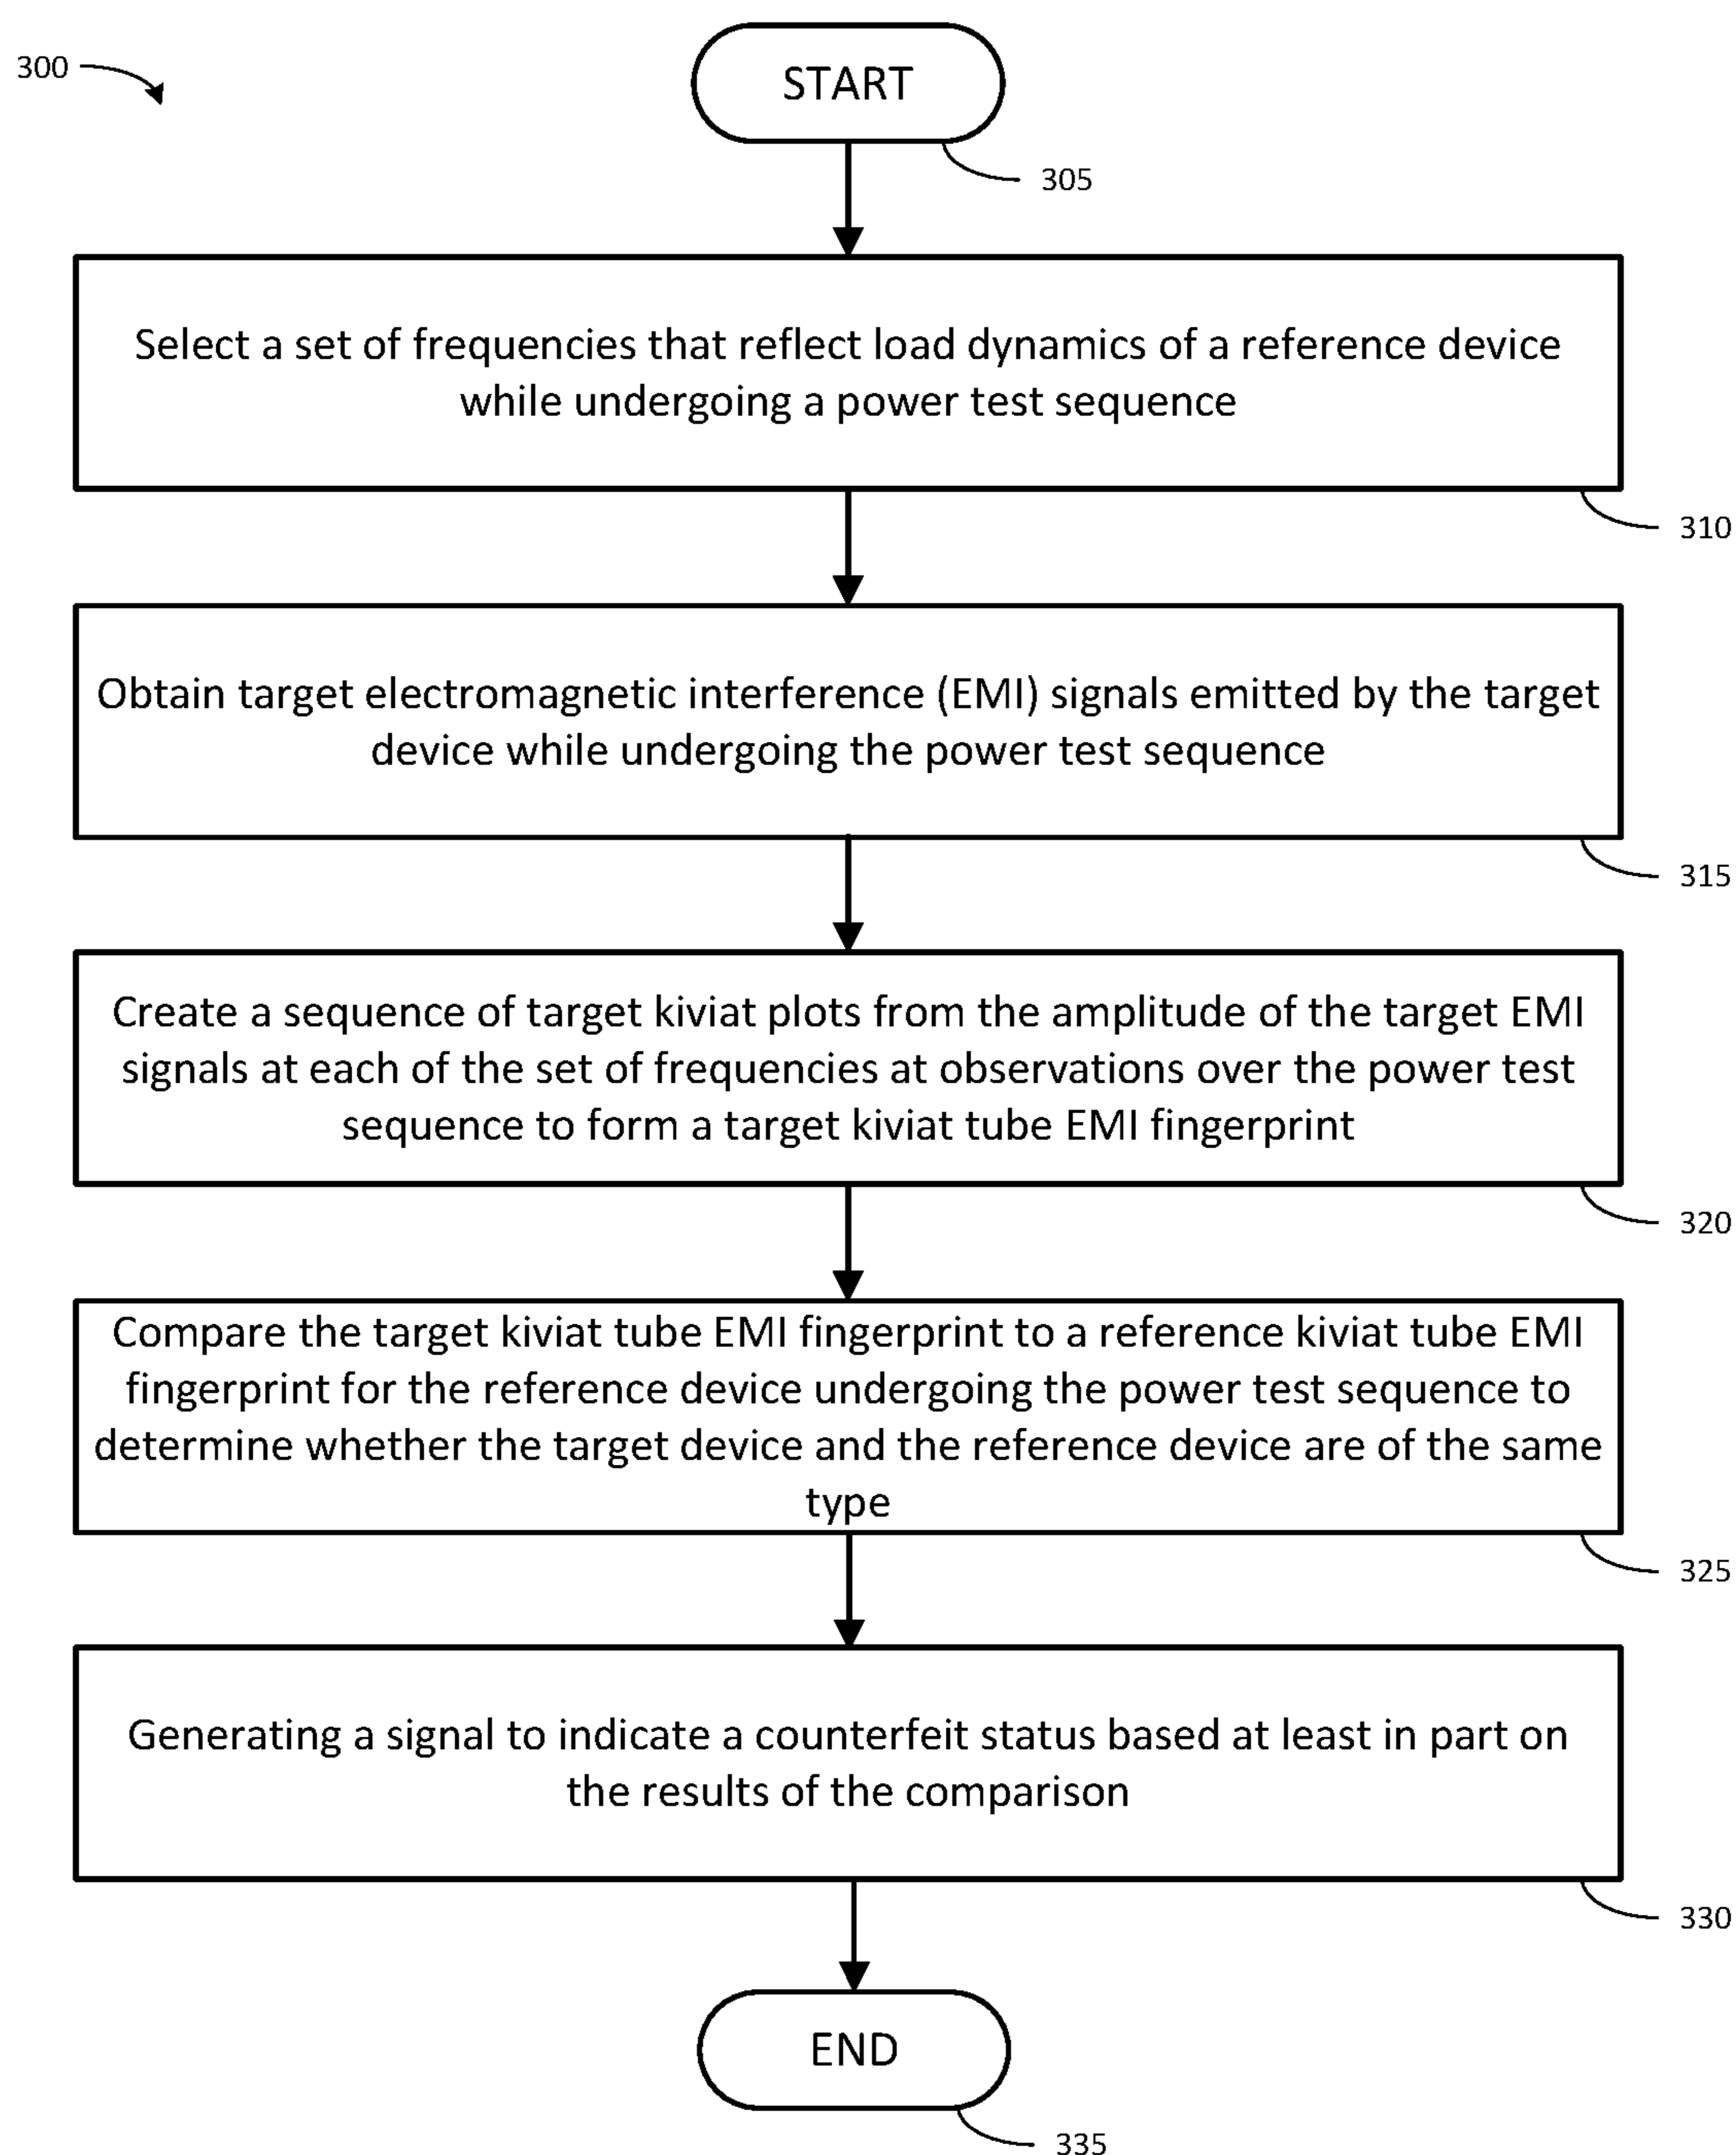 300
START
305
Select a set of frequencies that reflect load dynamics of a reference device
while undergoing a power test sequence
310
Obtain target electromagnetic interference (EMI) signals emitted by the target
device while undergoing the power test sequence
315
Create a sequence of target kiviat plots from the amplitude of the target EMI
signals at each of the set of frequencies at observations over the power test
sequence to form a target kiviat tube EMI fingerprint
320
Compare the target kiviat tube EMI fingerprint to a reference kiviat tube EMI
fingerprint for the reference device undergoing the power test sequence to
determine whether the target device and the reference device are of the same
type
325
Generating a signal to indicate a counterfeit status based at least in part on
the results of the comparison
330
END
335